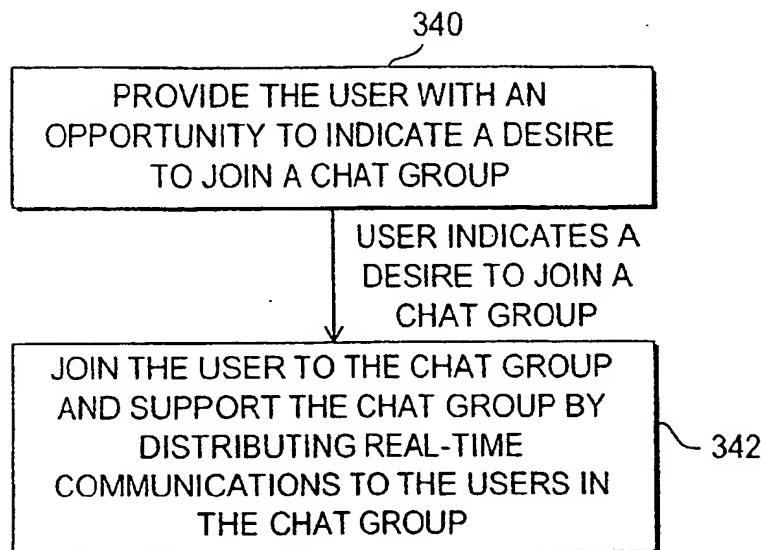 340
PROVIDE THE USER WITH AN
OPPORTUNITY TO INDICATE A DESIRE
TO JOIN A CHAT GROUP
USER INDICATES A
DESIRE TO JOIN A
CHAT GROUP
JOIN THE USER TO THE CHAT GROUP
AND SUPPORT THE CHAT GROUP BY
DISTRIBUTING REAL-TIME
COMMUNICATIONS TO THE USERS IN
THE CHAT GROUP
342